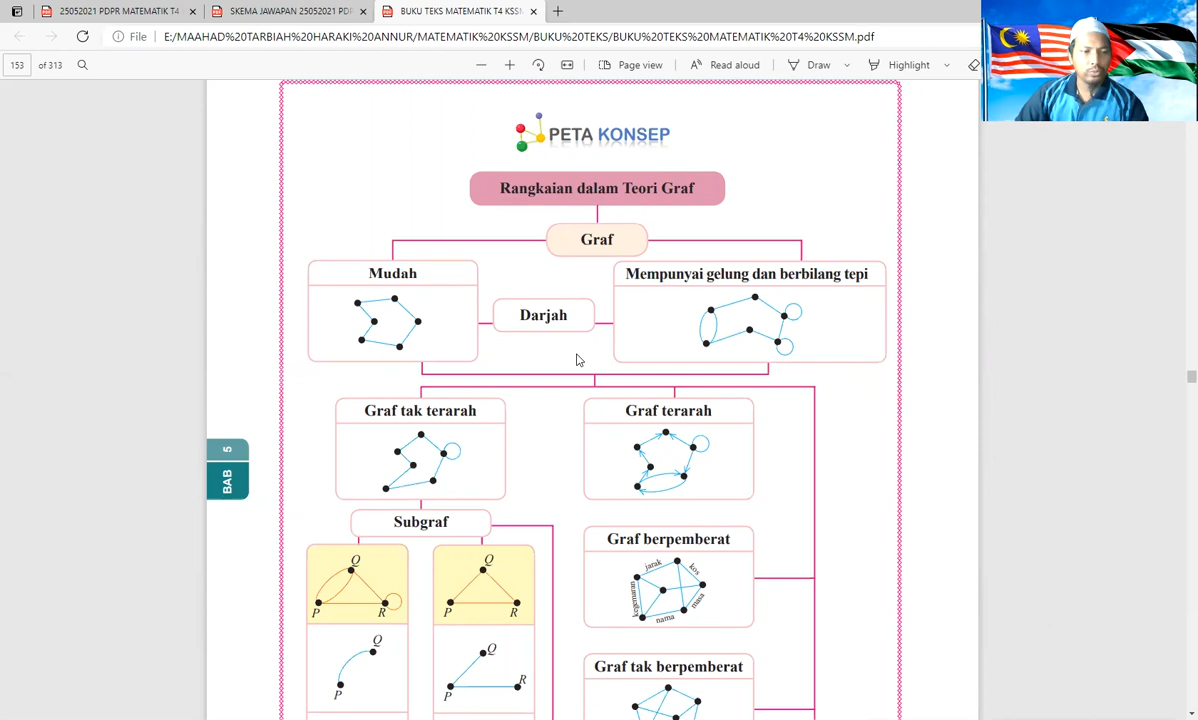 25052021 PDPR MATEMATIK T4
SKEMA JAWAPAN 25052021 PDF
BUKU TEKS MATEMATIK T4 KSSM
File
E:/MAAHAD%20TARBIAH%20HARAKI%20ANNUR/MATEMATIK%20KSSM/BUKU%20TEKS/BUKU%20TEKS%20MATEMATIK%20T4%20KSSM.pdf
153 of 313
Page view
Read aloud
Draw
Highlight
PETA KONSEP
Rangkaian dalam Teori Graf
Graf
Mudah
Mempunyai gelung dan berbilang tepi
Darjah
Graf tak terarah
Graf terarah
BAB 5
Subgraf
Graf berpemberat
Q
P R
Q
P R
jarak
kos
masa
nama
Q
P
Q
P R
Graf tak berpemberat